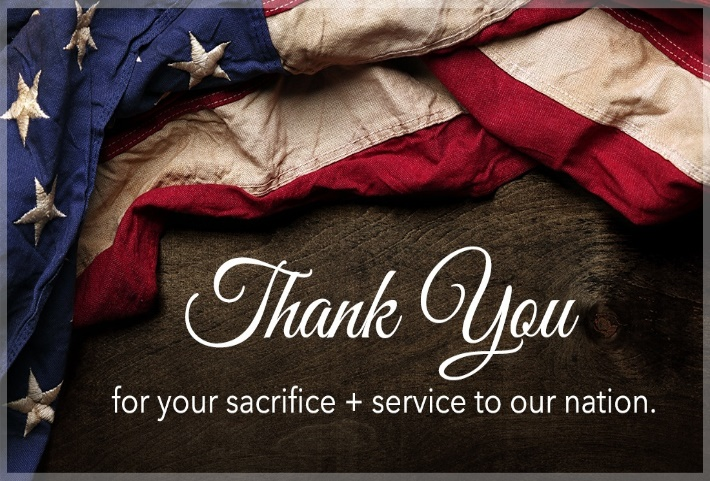 Thank You
for your sacrifice + service to our nation.